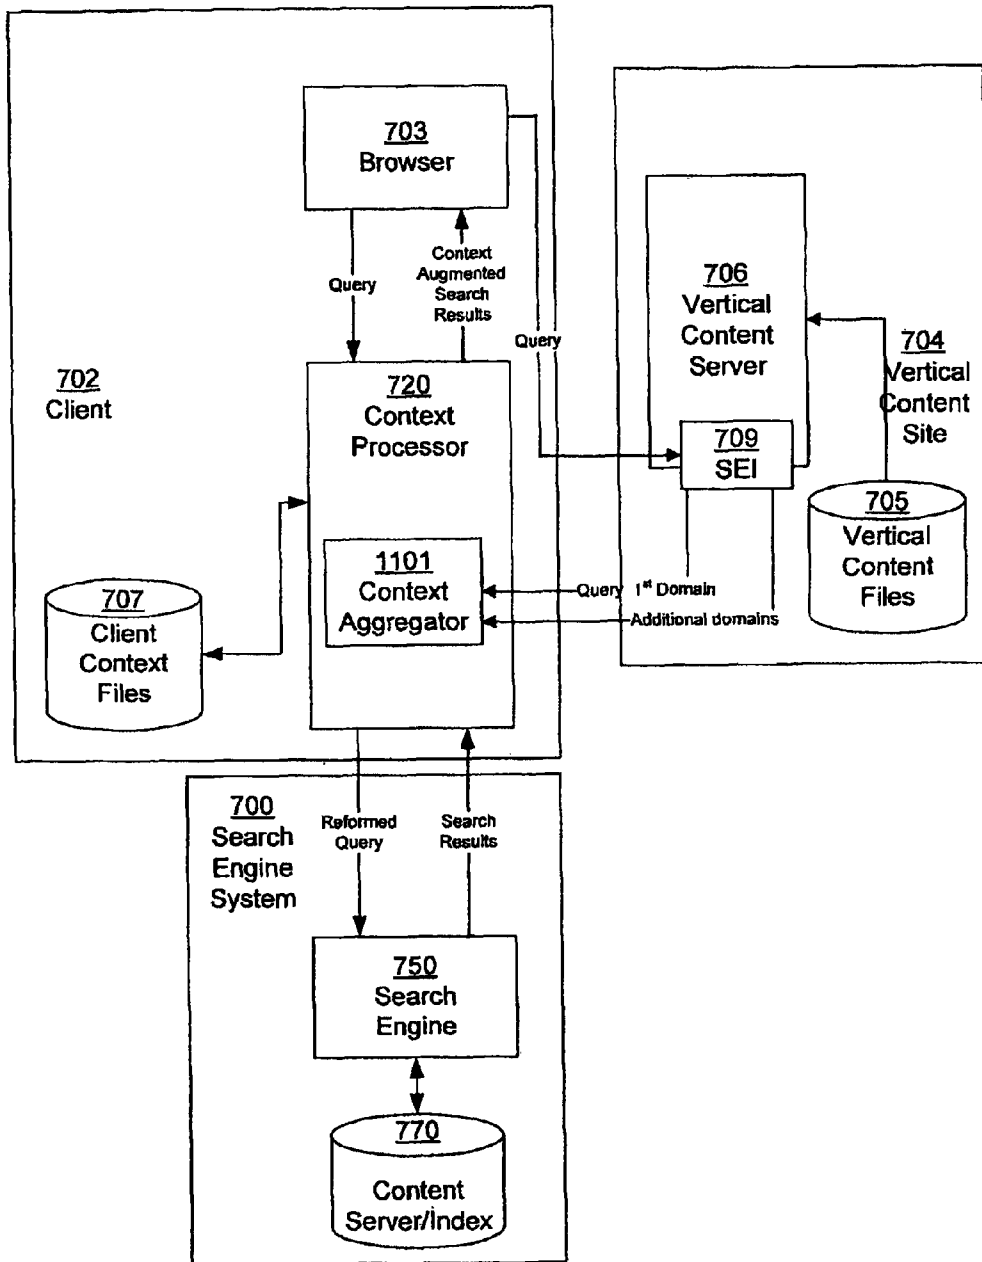 703
Browser
Query
Context
Augmented
Search
Results
Query
702
Client
720
Context
Processor
1101
Context
Aggregator
707
Client
Context
Files
706
Vertical
Content
Server
709
SEI
704
Vertical
Content
Site
705
Vertical
Content
Files
Query 1st Domain
Additional domains
700
Search
Engine
System
Reformed
Query
Search
Results
750
Search
Engine
770
Content
Server/Index